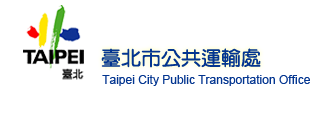 TAIPEI
臺北
臺北市公共運輸處
Taipei City Public Transportation Office